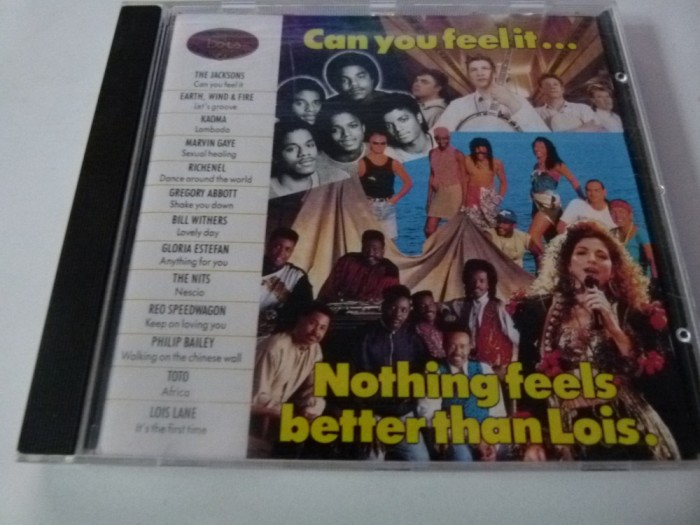 Lois
Can you feel it...
THE JACKSONS
Can you feel it
EARTH, WIND & FIRE
Let's groove
KAOMA
Lambada
MARVIN GAYE
Sexual healing
RICHENEL
Dance around the world
GREGORY ABBOTT
Shake you down
BILL WITHERS
Lovely day
GLORIA ESTEFAN
Anything for you
THE NITS
Nescio
REO SPEEDWAGON
Keep on loving you
PHILIP BAILEY
Walking on the chinese wall
TOTO
Africa
LOIS LANE
It's the first time
Nothing feels
better than Lois.